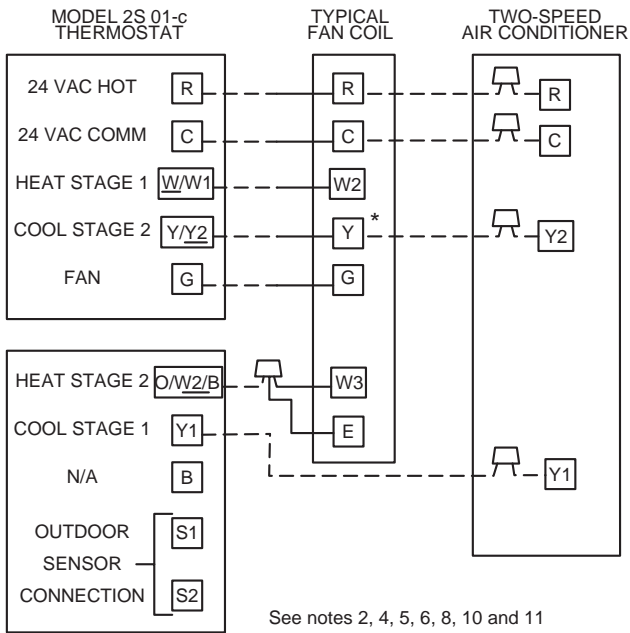 MODEL 2S 01-c
THERMOSTAT
TYPICAL
FAN COIL
TWO-SPEED
AIR CONDITIONER
24 VAC HOT R R R
24 VAC COMM C C C
HEAT STAGE 1 W/W1 W2
COOL STAGE 2 Y/Y2 Y * Y2
FAN G G
HEAT STAGE 2 O/W2/B W3
COOL STAGE 1 Y1 E
N/A B Y1
OUTDOOR S1
SENSOR
CONNECTION S2
See notes 2, 4, 5, 6, 8, 10 and 11